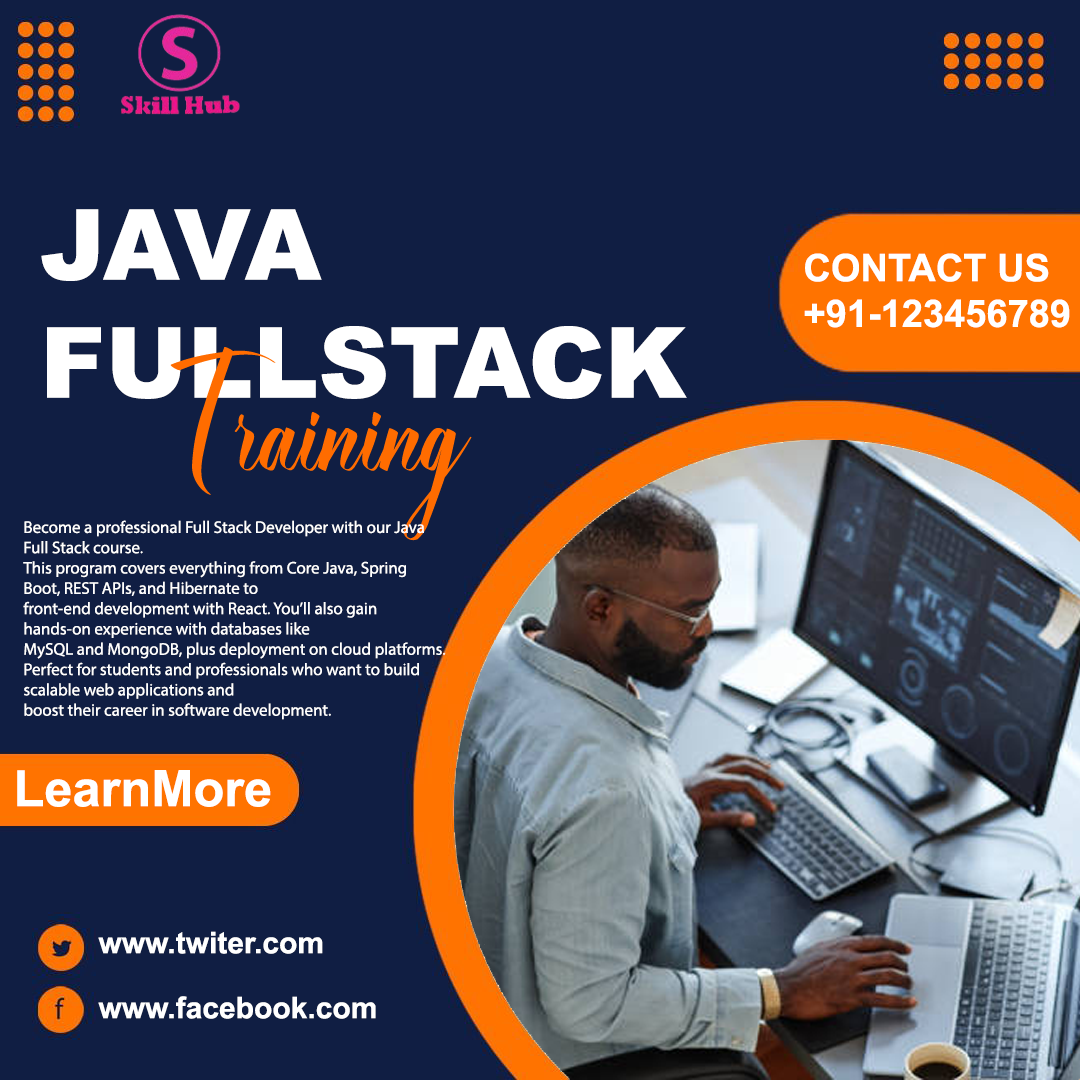 S
Skill Hub
JAVA
FULLSTACK
Training
CONTACT US
+91-123456789
Become a professional Full Stack Developer with our Java
Full Stack course.
This program covers everything from Core Java, Spring
Boot, REST APIs, and Hibernate to
front-end development with React. You’ll also gain
hands-on experience with databases like
MySQL and MongoDB, plus deployment on cloud platforms.
Perfect for students and professionals who want to build
scalable web applications and
boost their career in software development.
LearnMore
www.twiter.com
f www.facebook.com